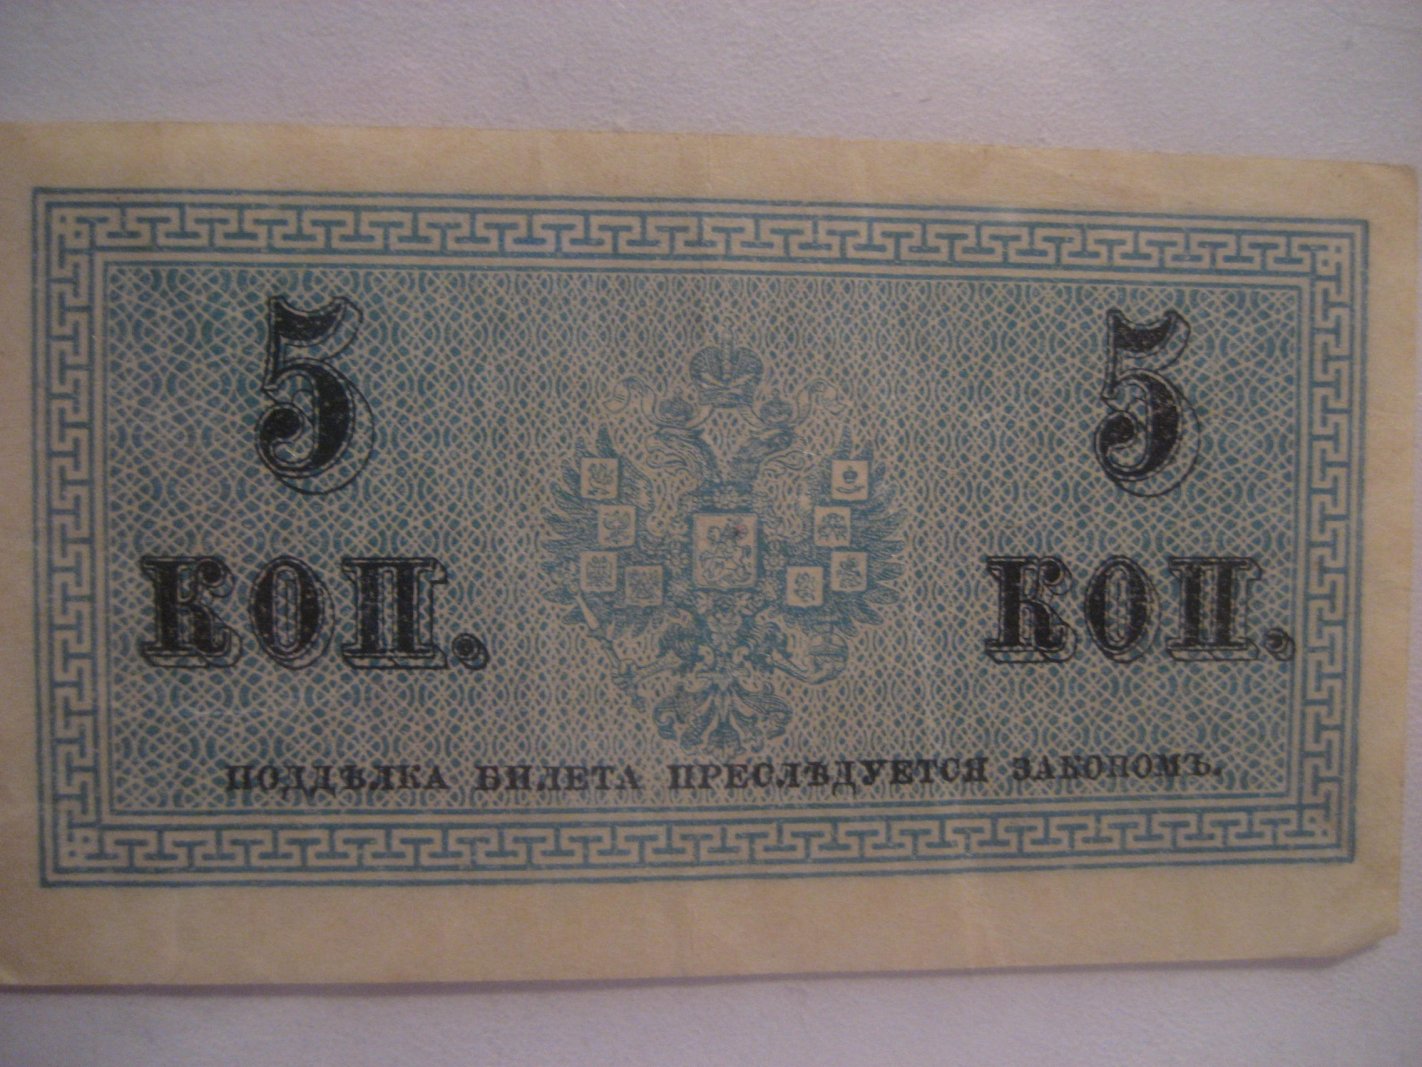 5 5
КОП. КОП.
ПОДДѢЛКА БИЛЕТА ПРЕСЛѢДУЕТСЯ ЗАКОНОМЪ.